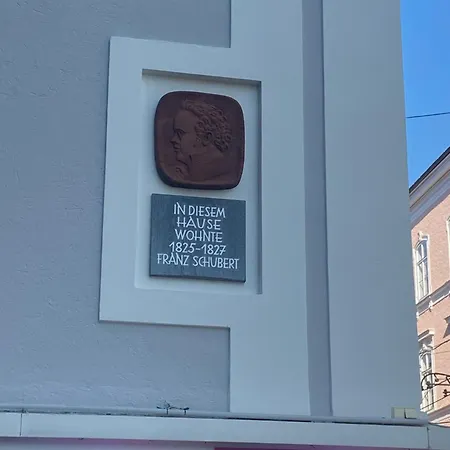 IN DIESEM
HAUSE
WOHNTE
1825-1827
FRANZ SCHUBERT